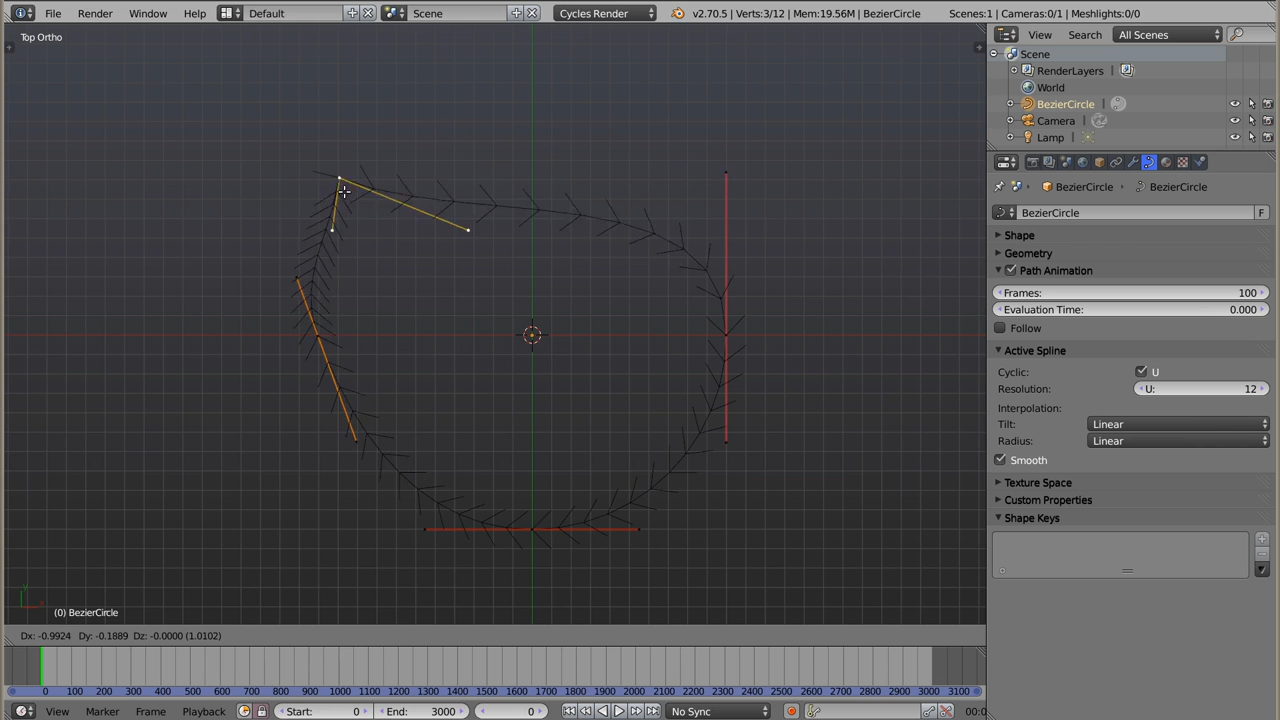 File Render Window Help Default Scene Cycles Render v2.70.5 | Verts:3/12 | Mem:19.56M | BezierCircle Scenes:1 | Cameras:0/1 | Meshlights:0/0
Top Ortho
View Search All Scenes
Scene
RenderLayers
World
BezierCircle
Camera
Lamp
BezierCircle BezierCircle
BezierCircle F
Shape
Geometry
Path Animation
Frames: 100
Evaluation Time: 0.000
Follow
Active Spline
Cyclic: U
Resolution: U: 12
Interpolation:
Tilt: Linear
Radius: Linear
Smooth
Texture Space
Custom Properties
Shape Keys
(0) BezierCircle
Dx: -0.9924 Dy: -0.1889 Dz: -0.0000 (1.0102)
0 100 200 300 400 500 600 700 800 900 1000 1100 1200 1300 1400 1500 1600 1700 1800 1900 2000 2100 2200 2300 2400 2500 2600 2700 2800 2900 3000 3100
View Marker Frame Playback Start: 0 End: 3000 0 No Sync 00:0